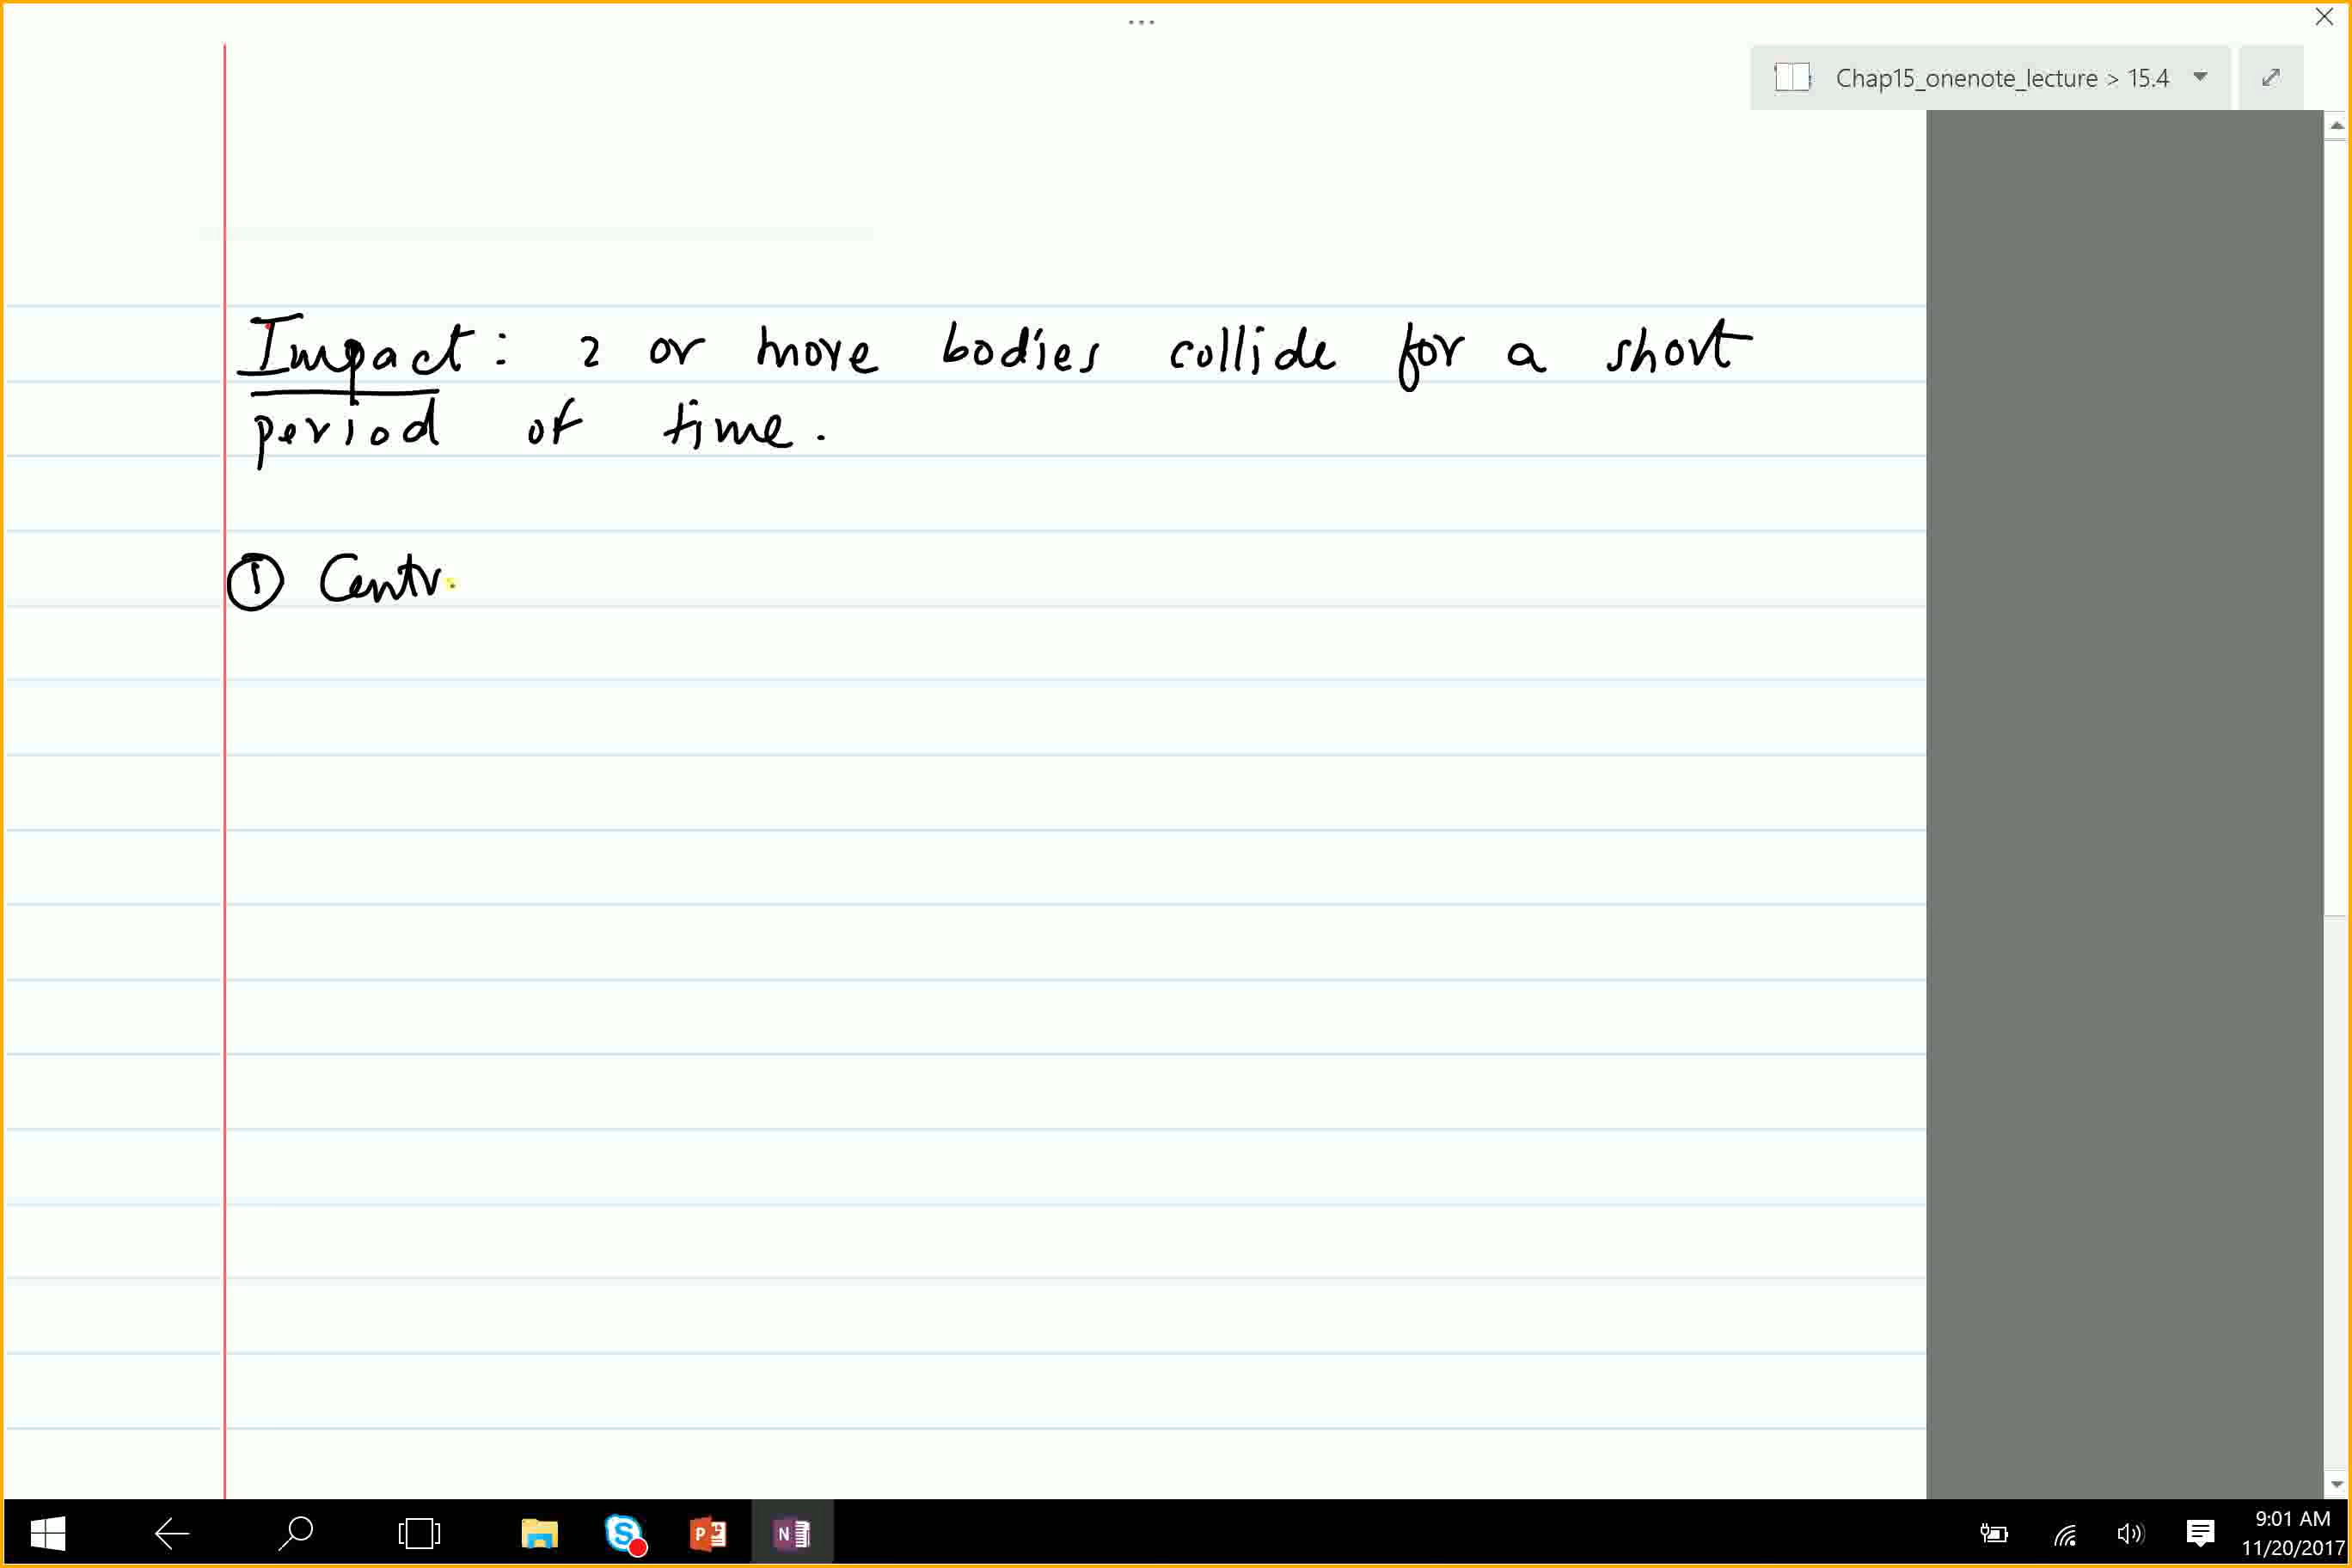 Chap15_onenote_lecture > 15.4
Impact: 2 or more bodies collide for a short
period of time.
① Centr
9:01 AM
11/20/2017